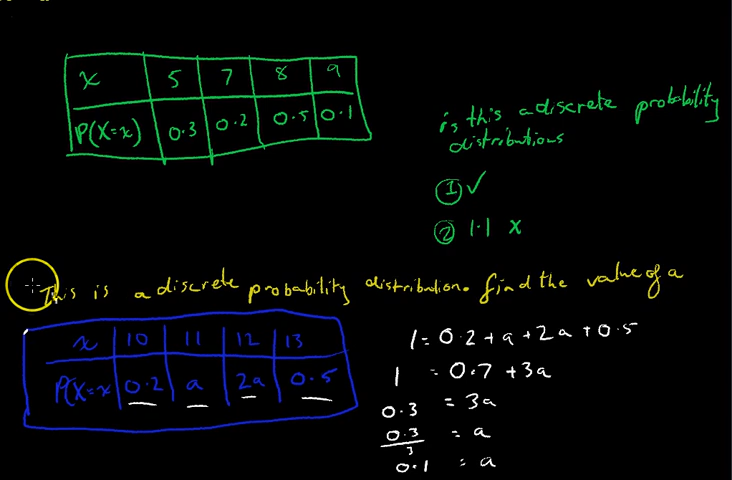 x 5 7 8 9
P(X=x) 0.3 0.2 0.5 0.1
is this a discrete probability
distributions
① ✓
② 1.1 x
This is a discrete probability distribution. find the value of a
x 10 11 12 13
P(X=x 0.2 a 2a 0.5
1 = 0.2 + a + 2a + 0.5
1 = 0.7 + 3a
0.3 = 3a
0.3/3 = a
0.1 = a